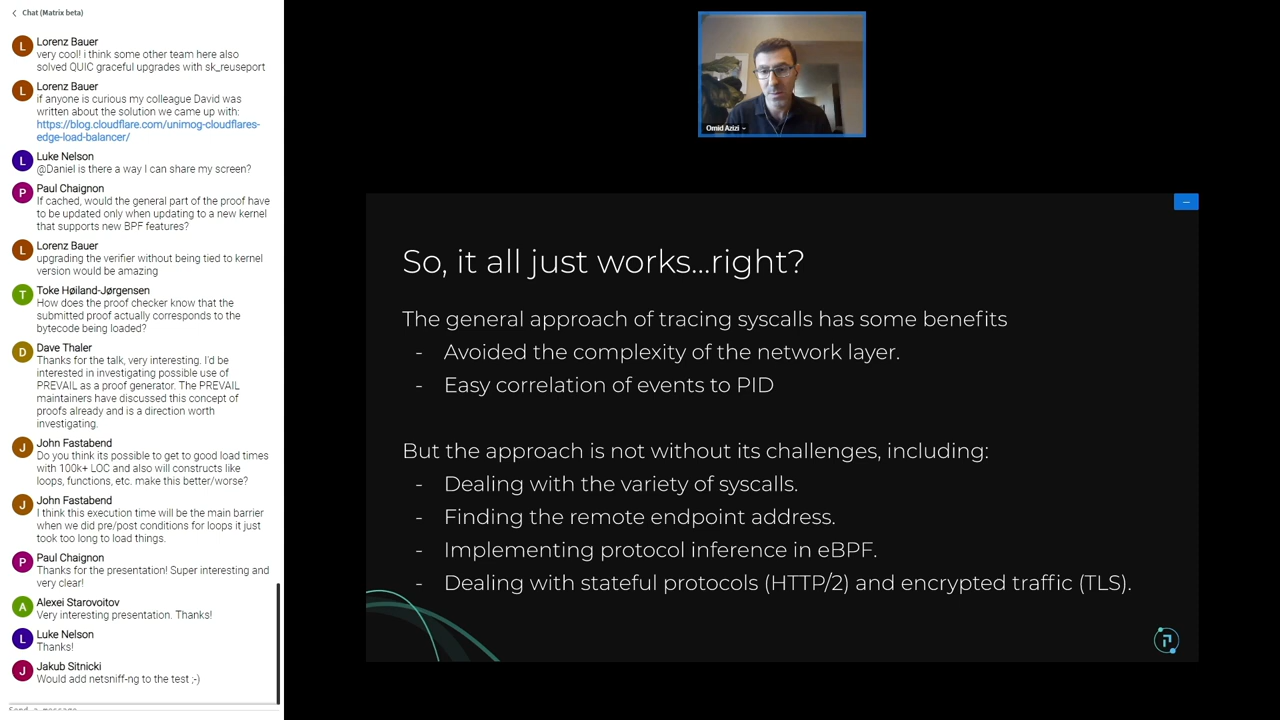 Chat (Matrix beta)
L
Lorenz Bauer
very cool! i think some other team here also
solved QUIC graceful upgrades with sk_reuseport
L
Lorenz Bauer
if anyone is curious my colleague David was
written about the solution we came up with:
https://blog.cloudflare.com/unimog-cloudflares-
edge-load-balancer/
L
Luke Nelson
@Daniel is there a way I can share my screen?
P
Paul Chaignon
If cached, would the general part of the proof have
to be updated only when updating to a new kernel
that supports new BPF features?
L
Lorenz Bauer
upgrading the verifier without being tied to kernel
version would be amazing
T
Toke Høiland-Jørgensen
How does the proof checker know that the
submitted proof actually corresponds to the
bytecode being loaded?
D
Dave Thaler
Thanks for the talk, very interesting. I'd be
interested in investigating possible use of
PREVAIL as a proof generator. The PREVAIL
maintainers have discussed this concept of
proofs already and is a direction worth
investigating.
J
John Fastabend
Do you think its possible to get to good load times
with 100k+ LOC and also will constructs like
loops, functions, etc. make this better/worse?
J
John Fastabend
I think this execution time will be the main barrier
when we did pre/post conditions for loops it just
took too long to load things.
P
Paul Chaignon
Thanks for the presentation! Super interesting and
very clear!
A
Alexei Starovoitov
Very interesting presentation. Thanks!
L
Luke Nelson
Thanks!
J
Jakub Sitnicki
Would add netsniff-ng to the test ;-)
Send a message
Omid Azizi
So, it all just works...right?
The general approach of tracing syscalls has some benefits
- Avoided the complexity of the network layer.
- Easy correlation of events to PID
But the approach is not without its challenges, including:
- Dealing with the variety of syscalls.
- Finding the remote endpoint address.
- Implementing protocol inference in eBPF.
- Dealing with stateful protocols (HTTP/2) and encrypted traffic (TLS).